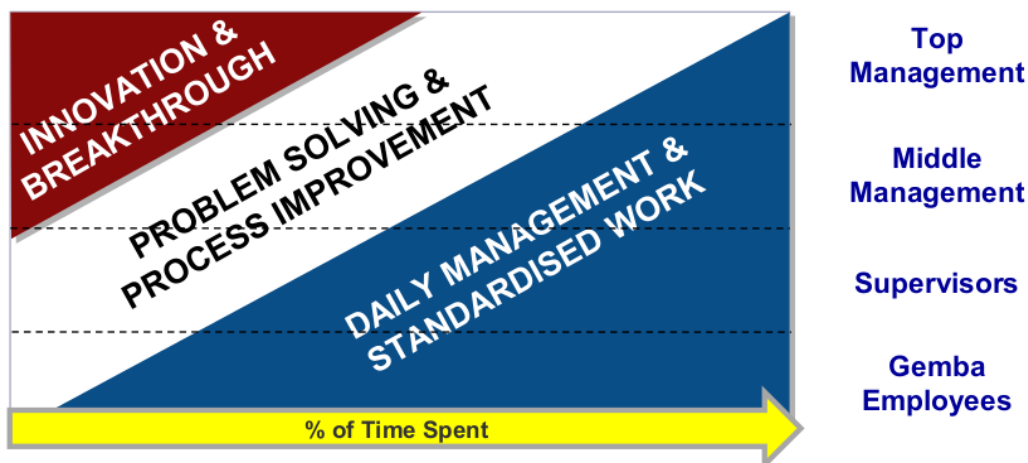 INNOVATION &
BREAKTHROUGH
PROBLEM SOLVING &
PROCESS IMPROVEMENT
DAILY MANAGEMENT &
STANDARDISED WORK
Top
Management
Middle
Management
Supervisors
Gemba
Employees
% of Time Spent